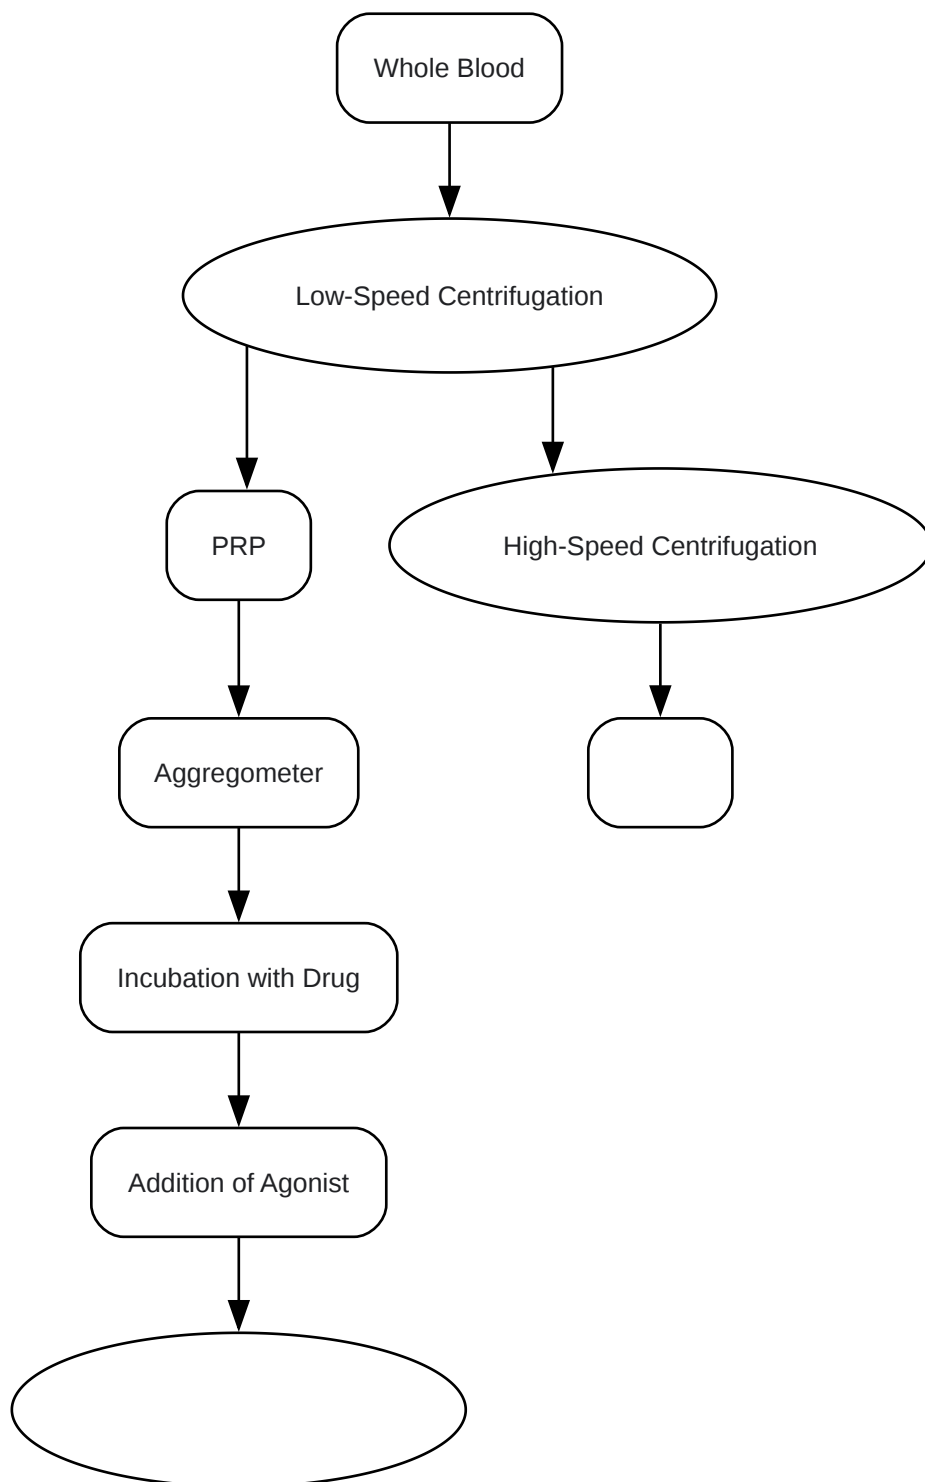 Whole Blood
Low-Speed Centrifugation
PRP
High-Speed Centrifugation
Aggregometer
Incubation with Drug
Addition of Agonist